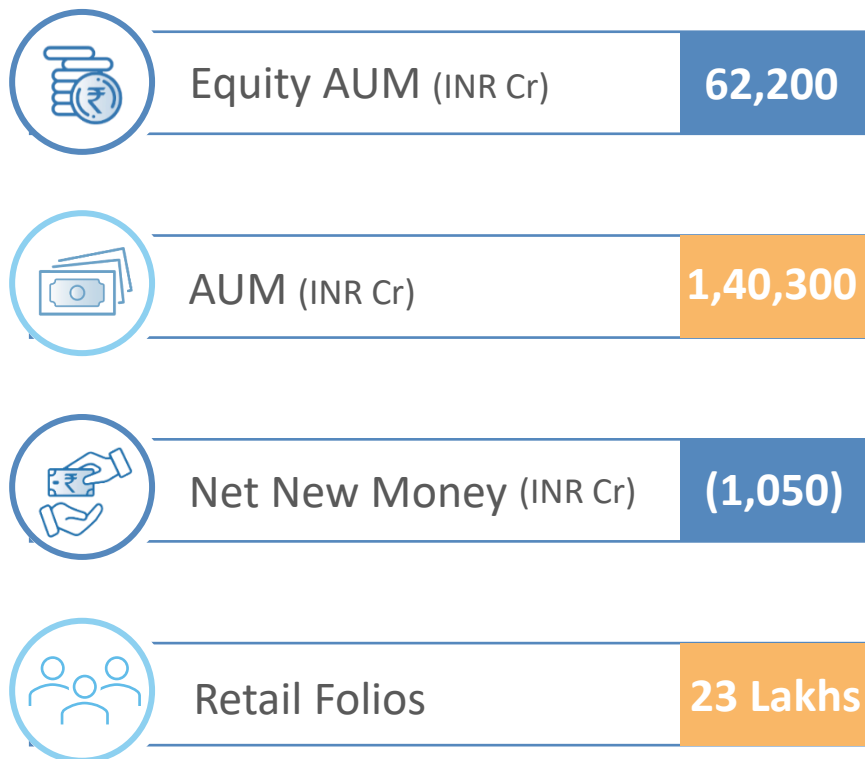 Equity AUM (INR Cr) 62,200
AUM (INR Cr) 1,40,300
Net New Money (INR Cr) (1,050)
Retail Folios 23 Lakhs